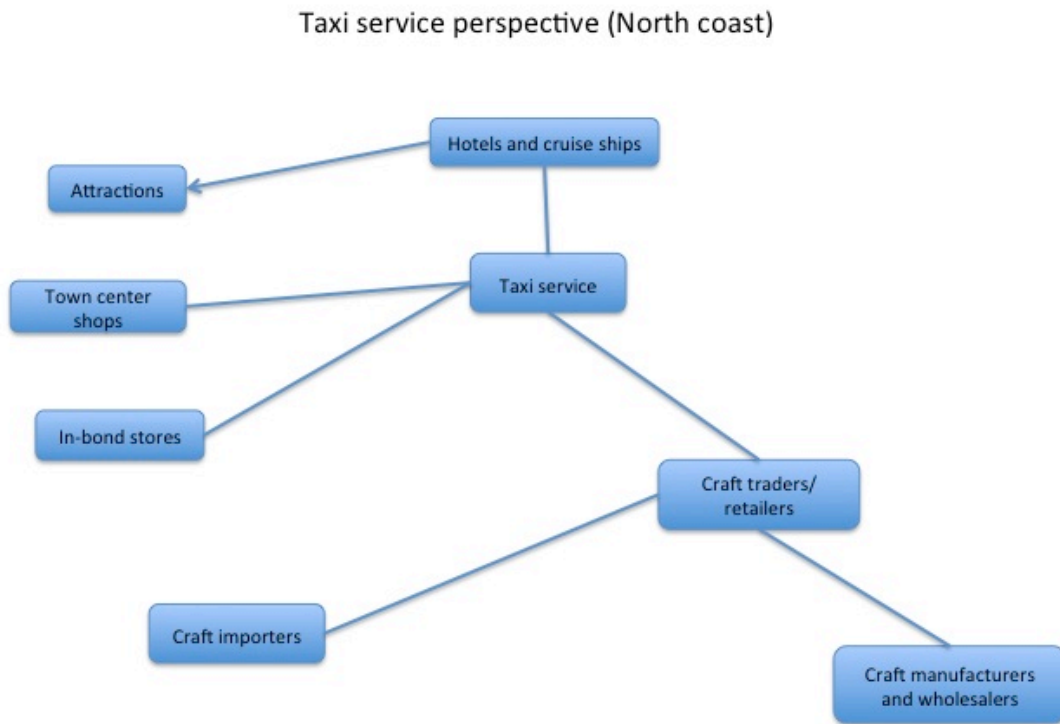 Taxi service perspective (North coast)
Hotels and cruise ships
Attractions
Taxi service
Town center
shops
In-bond stores
Craft traders/
retailers
Craft importers
Craft manufacturers
and wholesalers